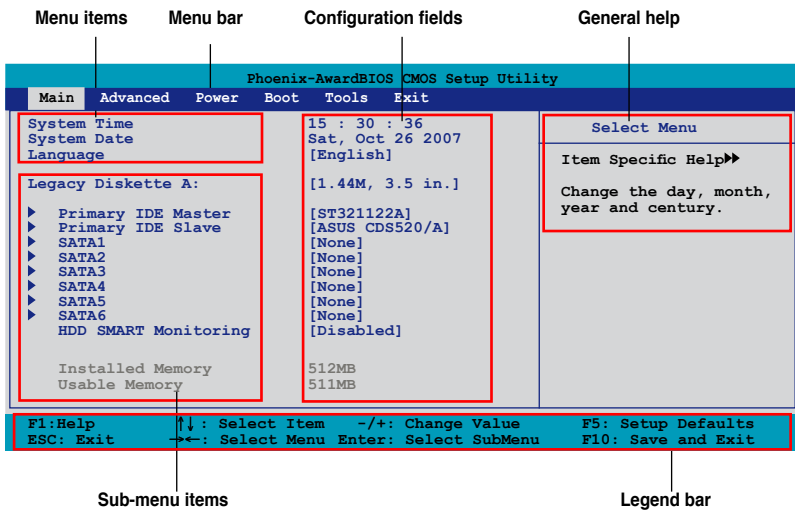 Menu items Menu bar Configuration fields General help
Phoenix-AwardBIOS CMOS Setup Utility
Main Advanced Power Boot Tools Exit
System Time 15 : 30 : 36
System Date Sat, Oct 26 2007
Language [English]
Legacy Diskette A: [1.44M, 3.5 in.]
Primary IDE Master [ST321122A]
Primary IDE Slave [ASUS CDS520/A]
SATA1 [None]
SATA2 [None]
SATA3 [None]
SATA4 [None]
SATA5 [None]
SATA6 [None]
HDD SMART Monitoring [Disabled]
Installed Memory 512MB
Usable Memory 511MB
Select Menu
Item Specific Help
Change the day, month,
year and century.
F1:Help ↑↓: Select Item -/+: Change Value F5: Setup Defaults
ESC: Exit →←: Select Menu Enter: Select SubMenu F10: Save and Exit
Sub-menu items Legend bar